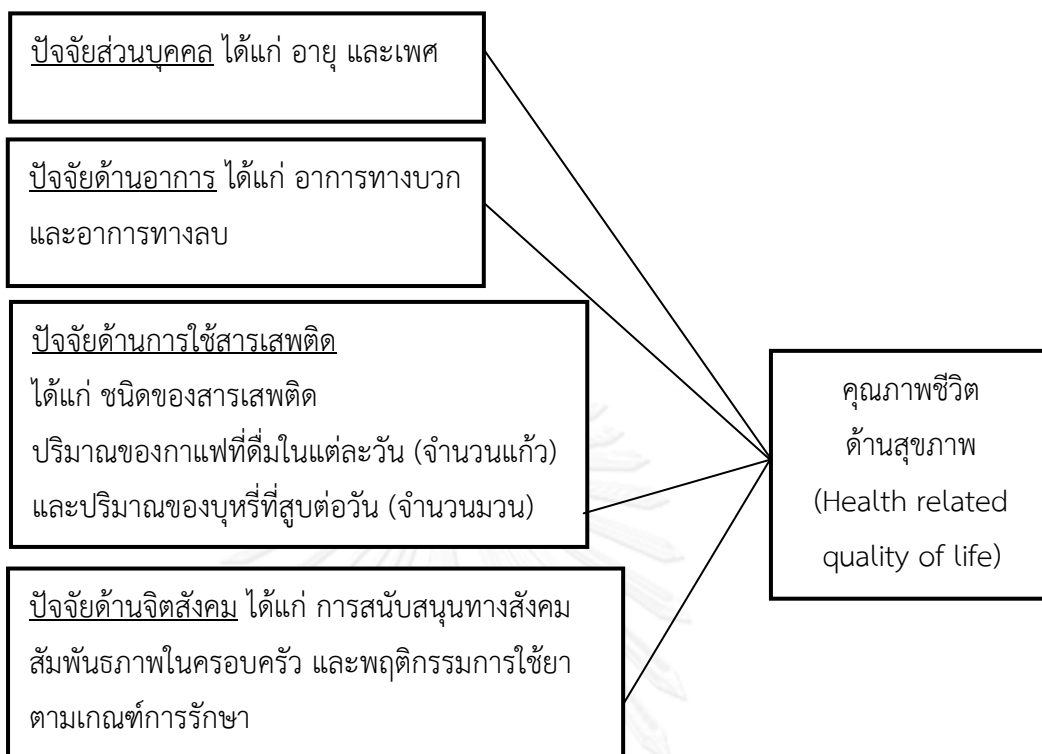 ปัจจัยส่วนบุคคล ได้แก่ อายุ และเพศ
ปัจจัยด้านอาการ ได้แก่ อาการทางบวก
และอาการทางลบ
ปัจจัยด้านการใช้สารเสพติด
ได้แก่ ชนิดของสารเสพติด
ปริมาณของกาแฟที่ดื่มในแต่ละวัน (จำนวนแก้ว)
และปริมาณของบุหรี่ที่สูบต่อวัน (จำนวนมวน)
ปัจจัยด้านจิตสังคม ได้แก่ การสนับสนุนทางสังคม
สัมพันธภาพในครอบครัว และพฤติกรรมการใช้ยา
ตามเกณฑ์การรักษา
คุณภาพชีวิต
ด้านสุขภาพ
(Health related
quality of life)